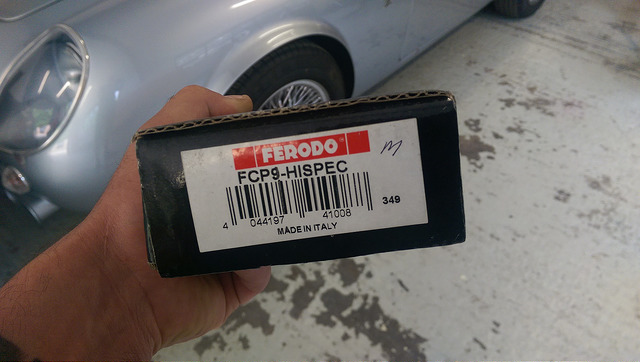 FERODO
FCP9-HISPEC
4 044197 41008
349
MADE IN ITALY